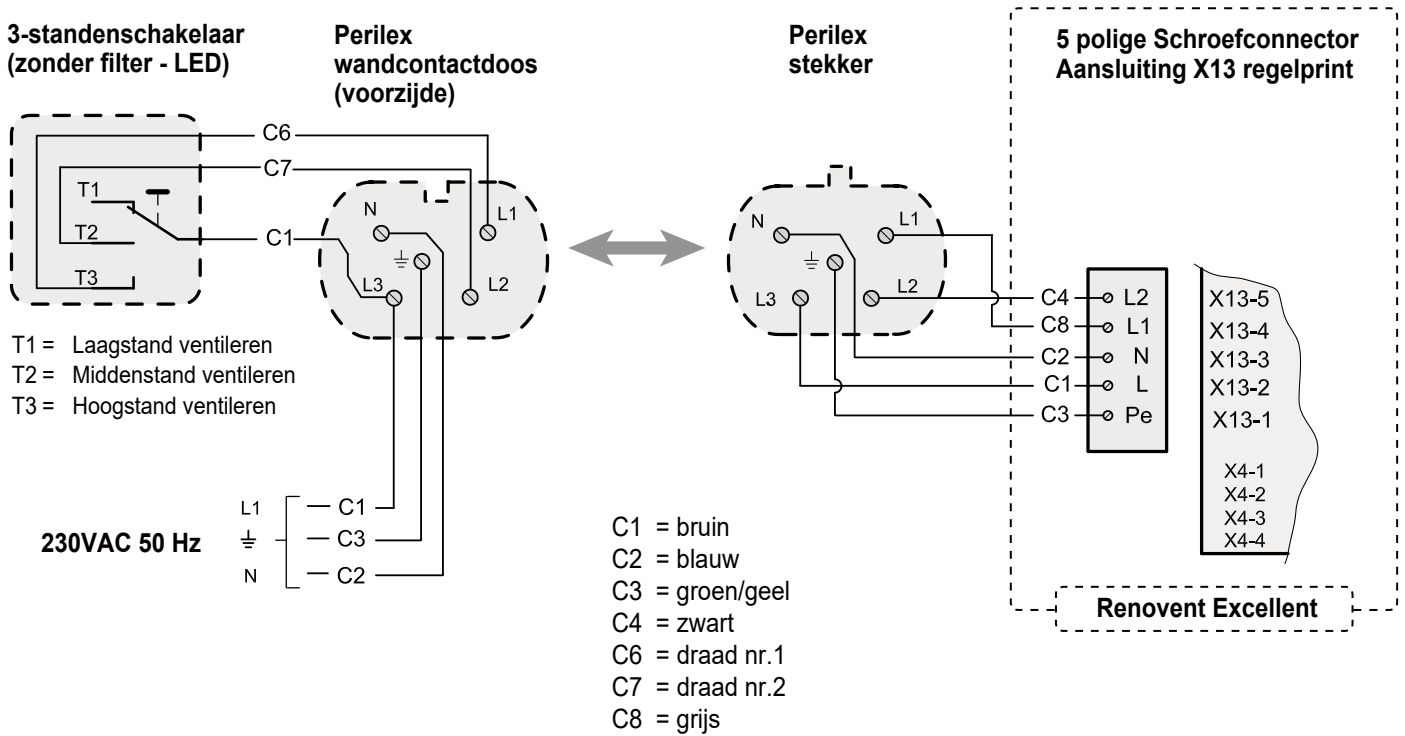 3-standenschakelaar
(zonder filter - LED)
Perilex
wandcontactdoos
(voorzijde)
Perilex
stekker
5 polige Schroefconnector
Aansluiting X13 regelprint
C6
C7
C1
T1
T2
T3
N
L1
L3
L2
N
L1
L3
L2
C4
C8
C2
C1
C3
L2
L1
N
L
Pe
X13-5
X13-4
X13-3
X13-2
X13-1
X4-1
X4-2
X4-3
X4-4
T1 = Laagstand ventileren
T2 = Middenstand ventileren
T3 = Hoogstand ventileren
230VAC 50 Hz
L1
N
C1
C3
C2
C1 = bruin
C2 = blauw
C3 = groen/geel
C4 = zwart
C6 = draad nr.1
C7 = draad nr.2
C8 = grijs
Renovent Excellent